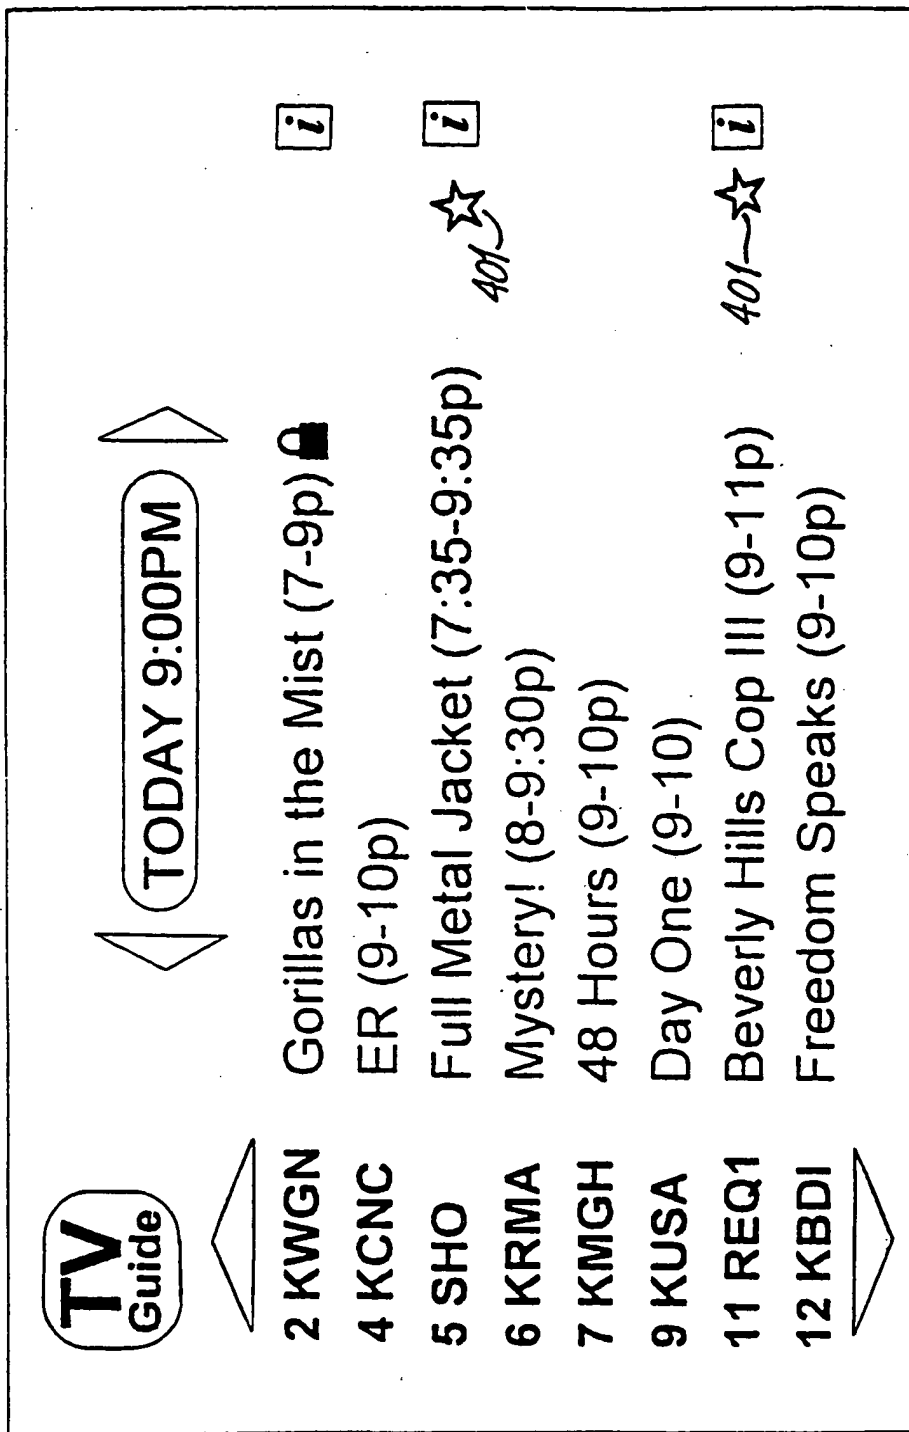 TV
Guide
TODAY 9:00PM
2 KWGN Gorillas in the Mist (7-9p) i
4 KCNC ER (9-10p)
5 SHO Full Metal Jacket (7:35-9:35p) i
401
6 KRMA Mystery! (8-9:30p)
7 KMGH 48 Hours (9-10p)
9 KUSA Day One (9-10)
11 REQ1 Beverly Hills Cop III (9-11p) 401 i
12 KBDI Freedom Speaks (9-10p)